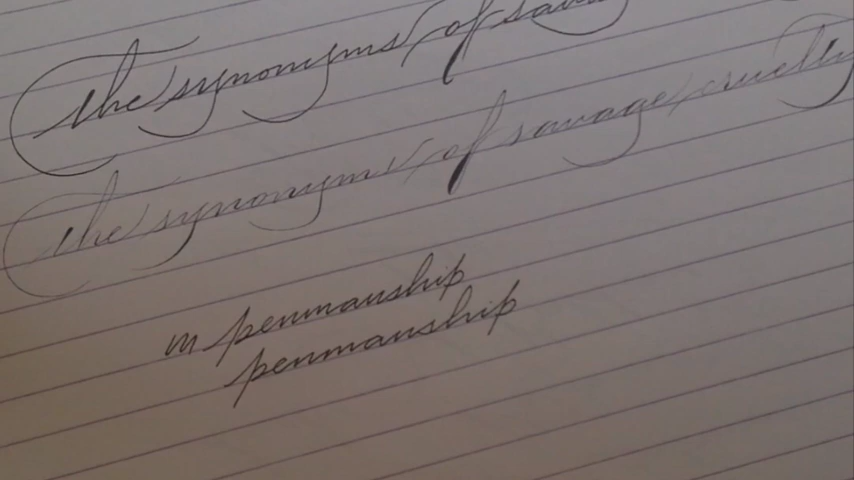 the synonyms of
the synonyms of savage cruelty
m penmanship
penmanship